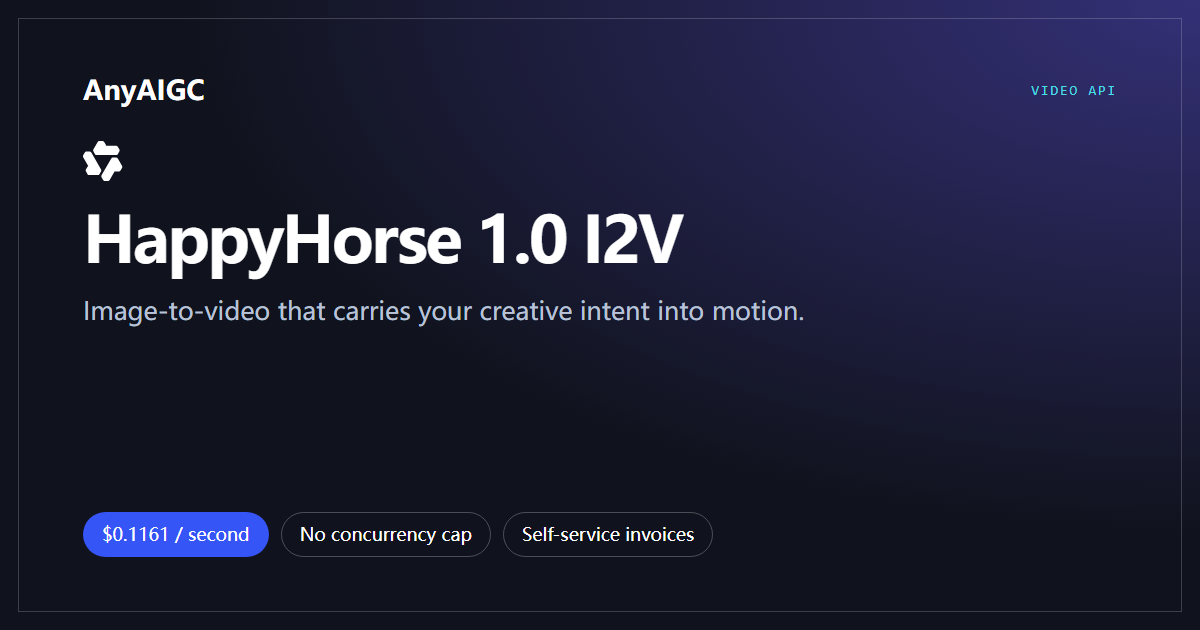 AnyAIGC
VIDEO API
HappyHorse 1.0 I2V
Image-to-video that carries your creative intent into motion.
$0.1161 / second
No concurrency cap
Self-service invoices